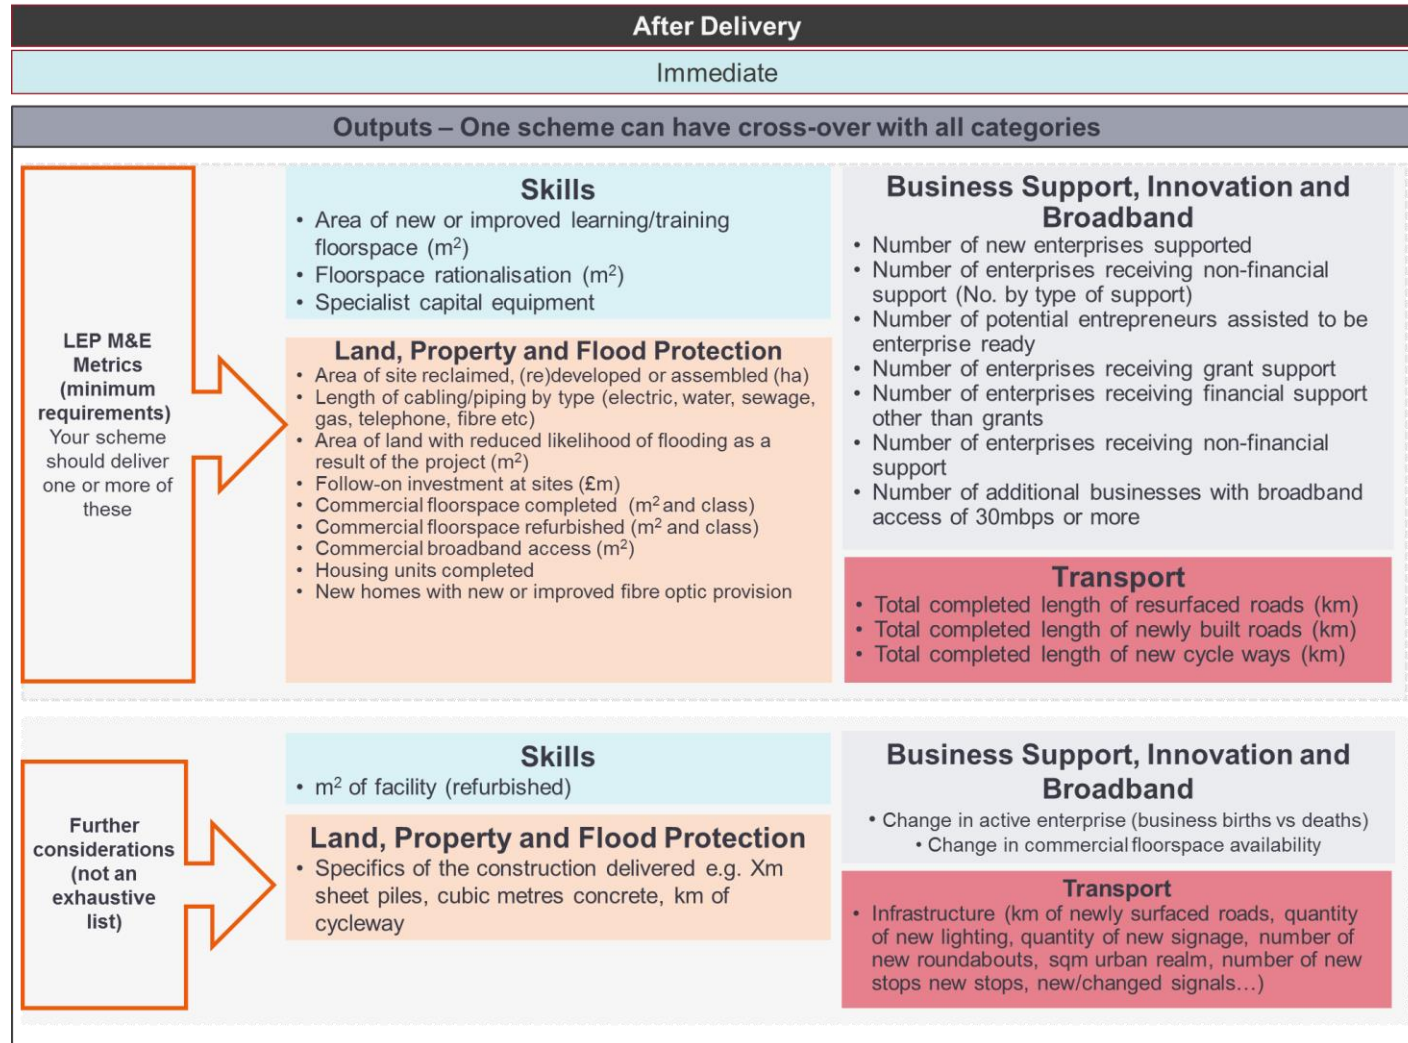 After Delivery
Immediate
Outputs – One scheme can have cross-over with all categories
LEP M&E
Metrics
(minimum
requirements)
Your scheme
should deliver
one or more of
these
Skills
• Area of new or improved learning/training
floorspace (m²)
• Floorspace rationalisation (m²)
• Specialist capital equipment
Land, Property and Flood Protection
• Area of site reclaimed, (re)developed or assembled (ha)
• Length of cabling/piping by type (electric, water, sewage,
gas, telephone, fibre etc)
• Area of land with reduced likelihood of flooding as a
result of the project (m²)
• Follow-on investment at sites (£m)
• Commercial floorspace completed (m² and class)
• Commercial floorspace refurbished (m² and class)
• Commercial broadband access (m²)
• Housing units completed
• New homes with new or improved fibre optic provision
Business Support, Innovation and
Broadband
• Number of new enterprises supported
• Number of enterprises receiving non-financial
support (No. by type of support)
• Number of potential entrepreneurs assisted to be
enterprise ready
• Number of enterprises receiving grant support
• Number of enterprises receiving financial support
other than grants
• Number of enterprises receiving non-financial
support
• Number of additional businesses with broadband
access of 30mbps or more
Transport
• Total completed length of resurfaced roads (km)
• Total completed length of newly built roads (km)
• Total completed length of new cycle ways (km)
Further
considerations
(not an
exhaustive
list)
Skills
• m² of facility (refurbished)
Land, Property and Flood Protection
• Specifics of the construction delivered e.g. Xm
sheet piles, cubic metres concrete, km of
cycleway
Business Support, Innovation and
Broadband
• Change in active enterprise (business births vs deaths)
• Change in commercial floorspace availability
Transport
• Infrastructure (km of newly surfaced roads, quantity
of new lighting, quantity of new signage, number of
new roundabouts, sqm urban realm, number of new
stops new stops, new/changed signals…)